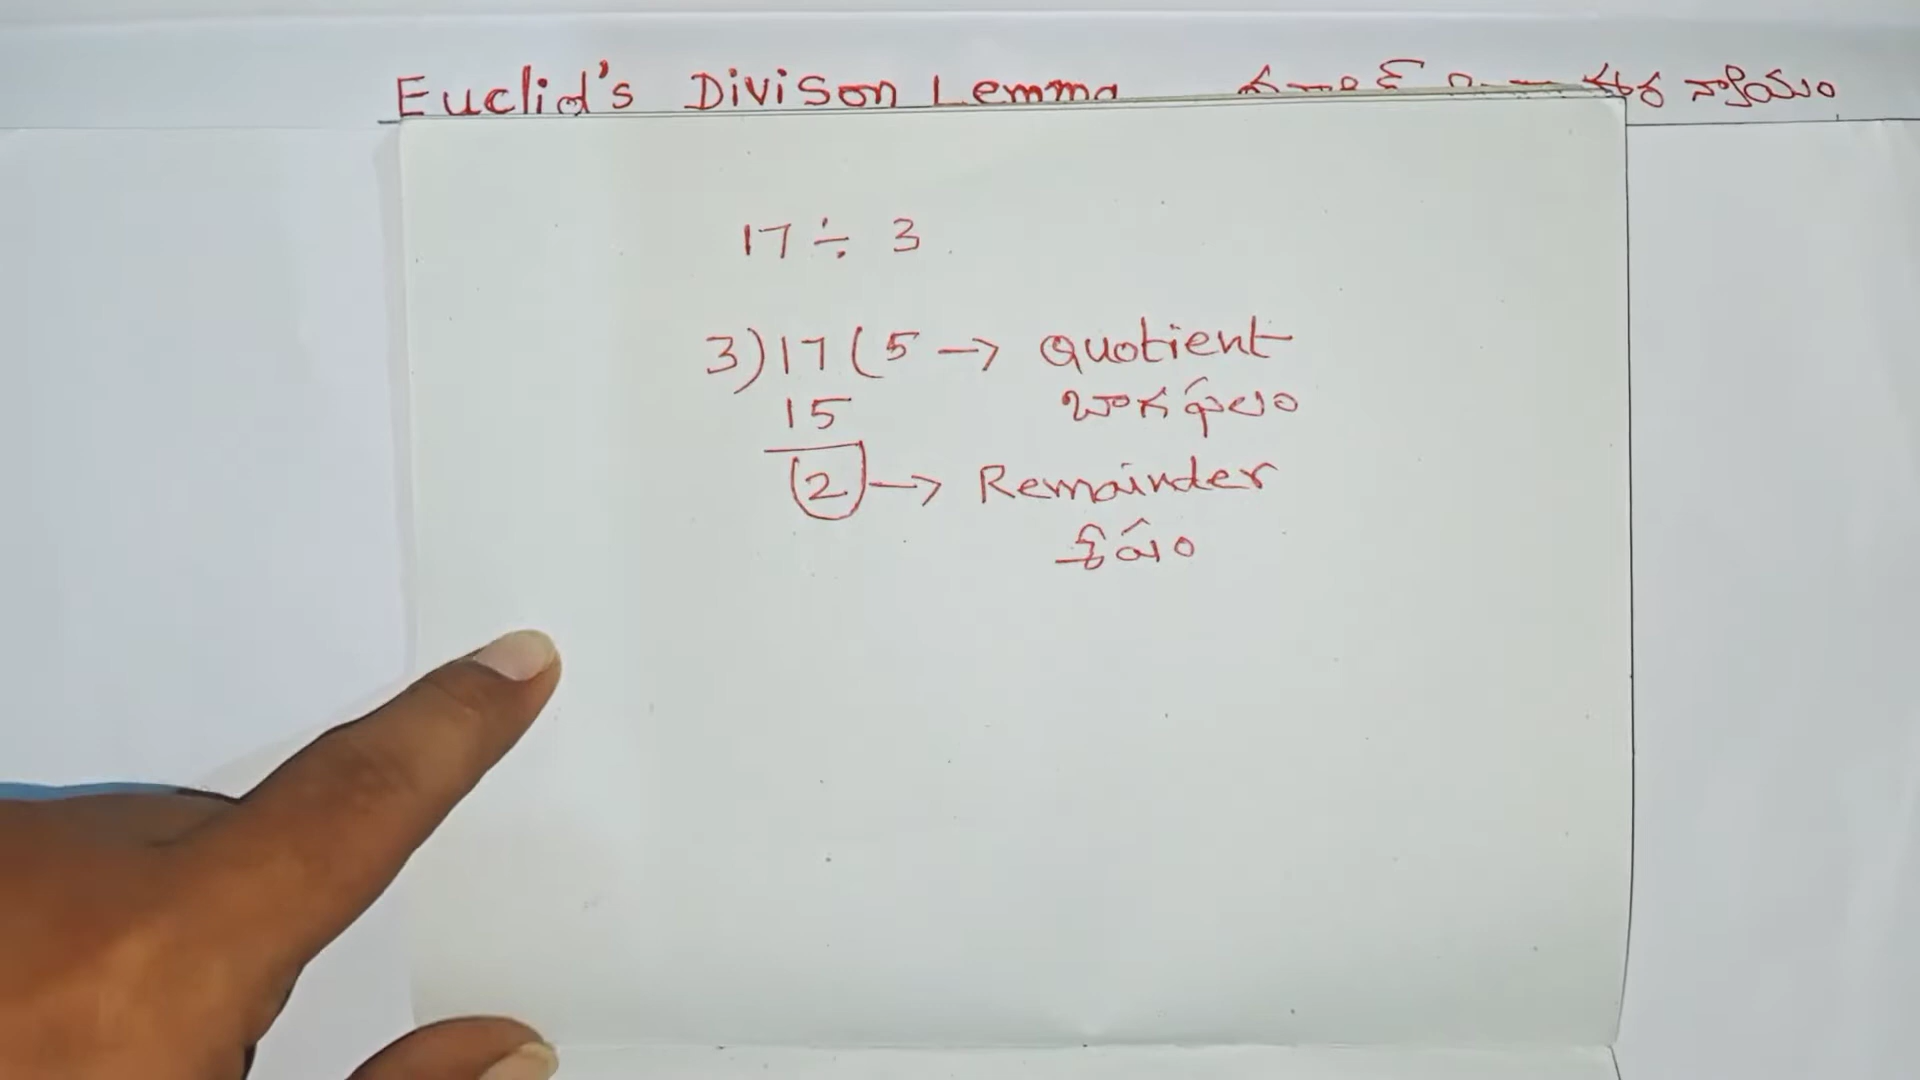 Euclid's Divison Lemma
17 ÷ 3
3)17(5 → Quotient
15 బాగఫలం
2 → Remainder
శేషం